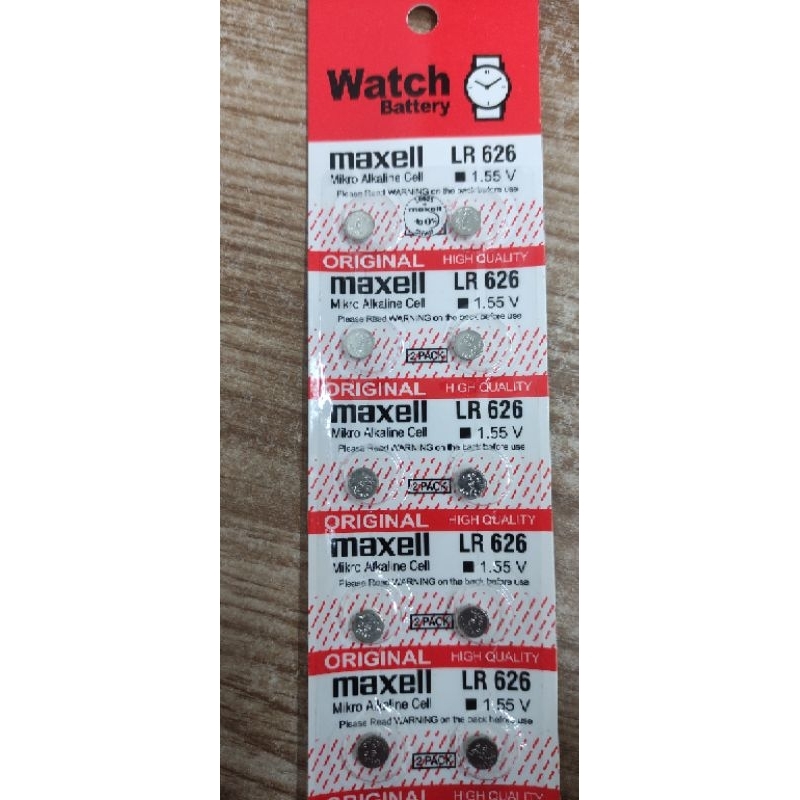 Watch
Battery
maxell LR 626
Mikro Alkaline Cell ■ 1.55 V
Please Read WARNING on the back before use
maxell
ORIGINAL HIGH QUALITY
maxell LR 626
Mikro Alkaline Cell ■ 1.55 V
Please Read WARNING on the back before use
2-PACK
ORIGINAL HIGH QUALITY
maxell LR 626
Mikro Alkaline Cell ■ 1.55 V
Please Read WARNING on the back before use
2-PACK
ORIGINAL HIGH QUALITY
maxell LR 626
Mikro Alkaline Cell ■ 1.55 V
Please Read WARNING on the back before use
2-PACK
ORIGINAL HIGH QUALITY
maxell LR 626
Mikro Alkaline Cell ■ 1.55 V
Please Read WARNING on the back before use
2-PACK
ORIGINAL HIGH QUALITY